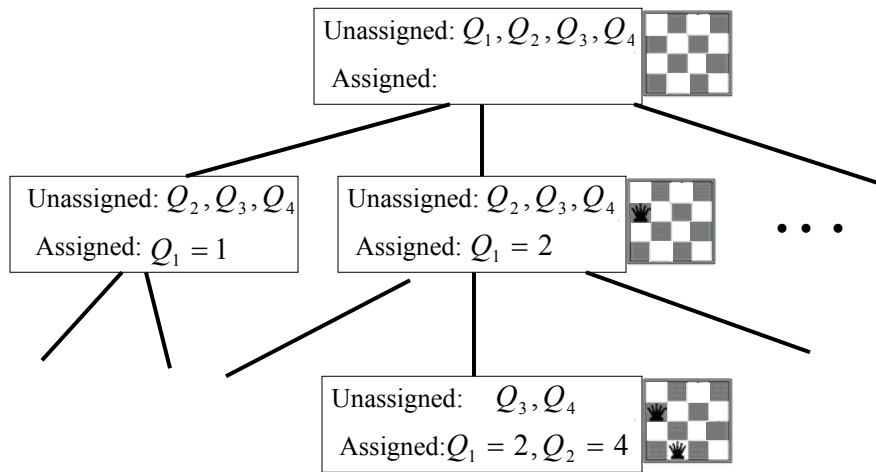 Unassigned: Q₁, Q₂, Q₃, Q₄
Assigned:
Unassigned: Q₂, Q₃, Q₄
Assigned: Q₁ = 1
Unassigned: Q₂, Q₃, Q₄
Assigned: Q₁ = 2
• • •
Unassigned: Q₃, Q₄
Assigned:Q₁ = 2, Q₂ = 4